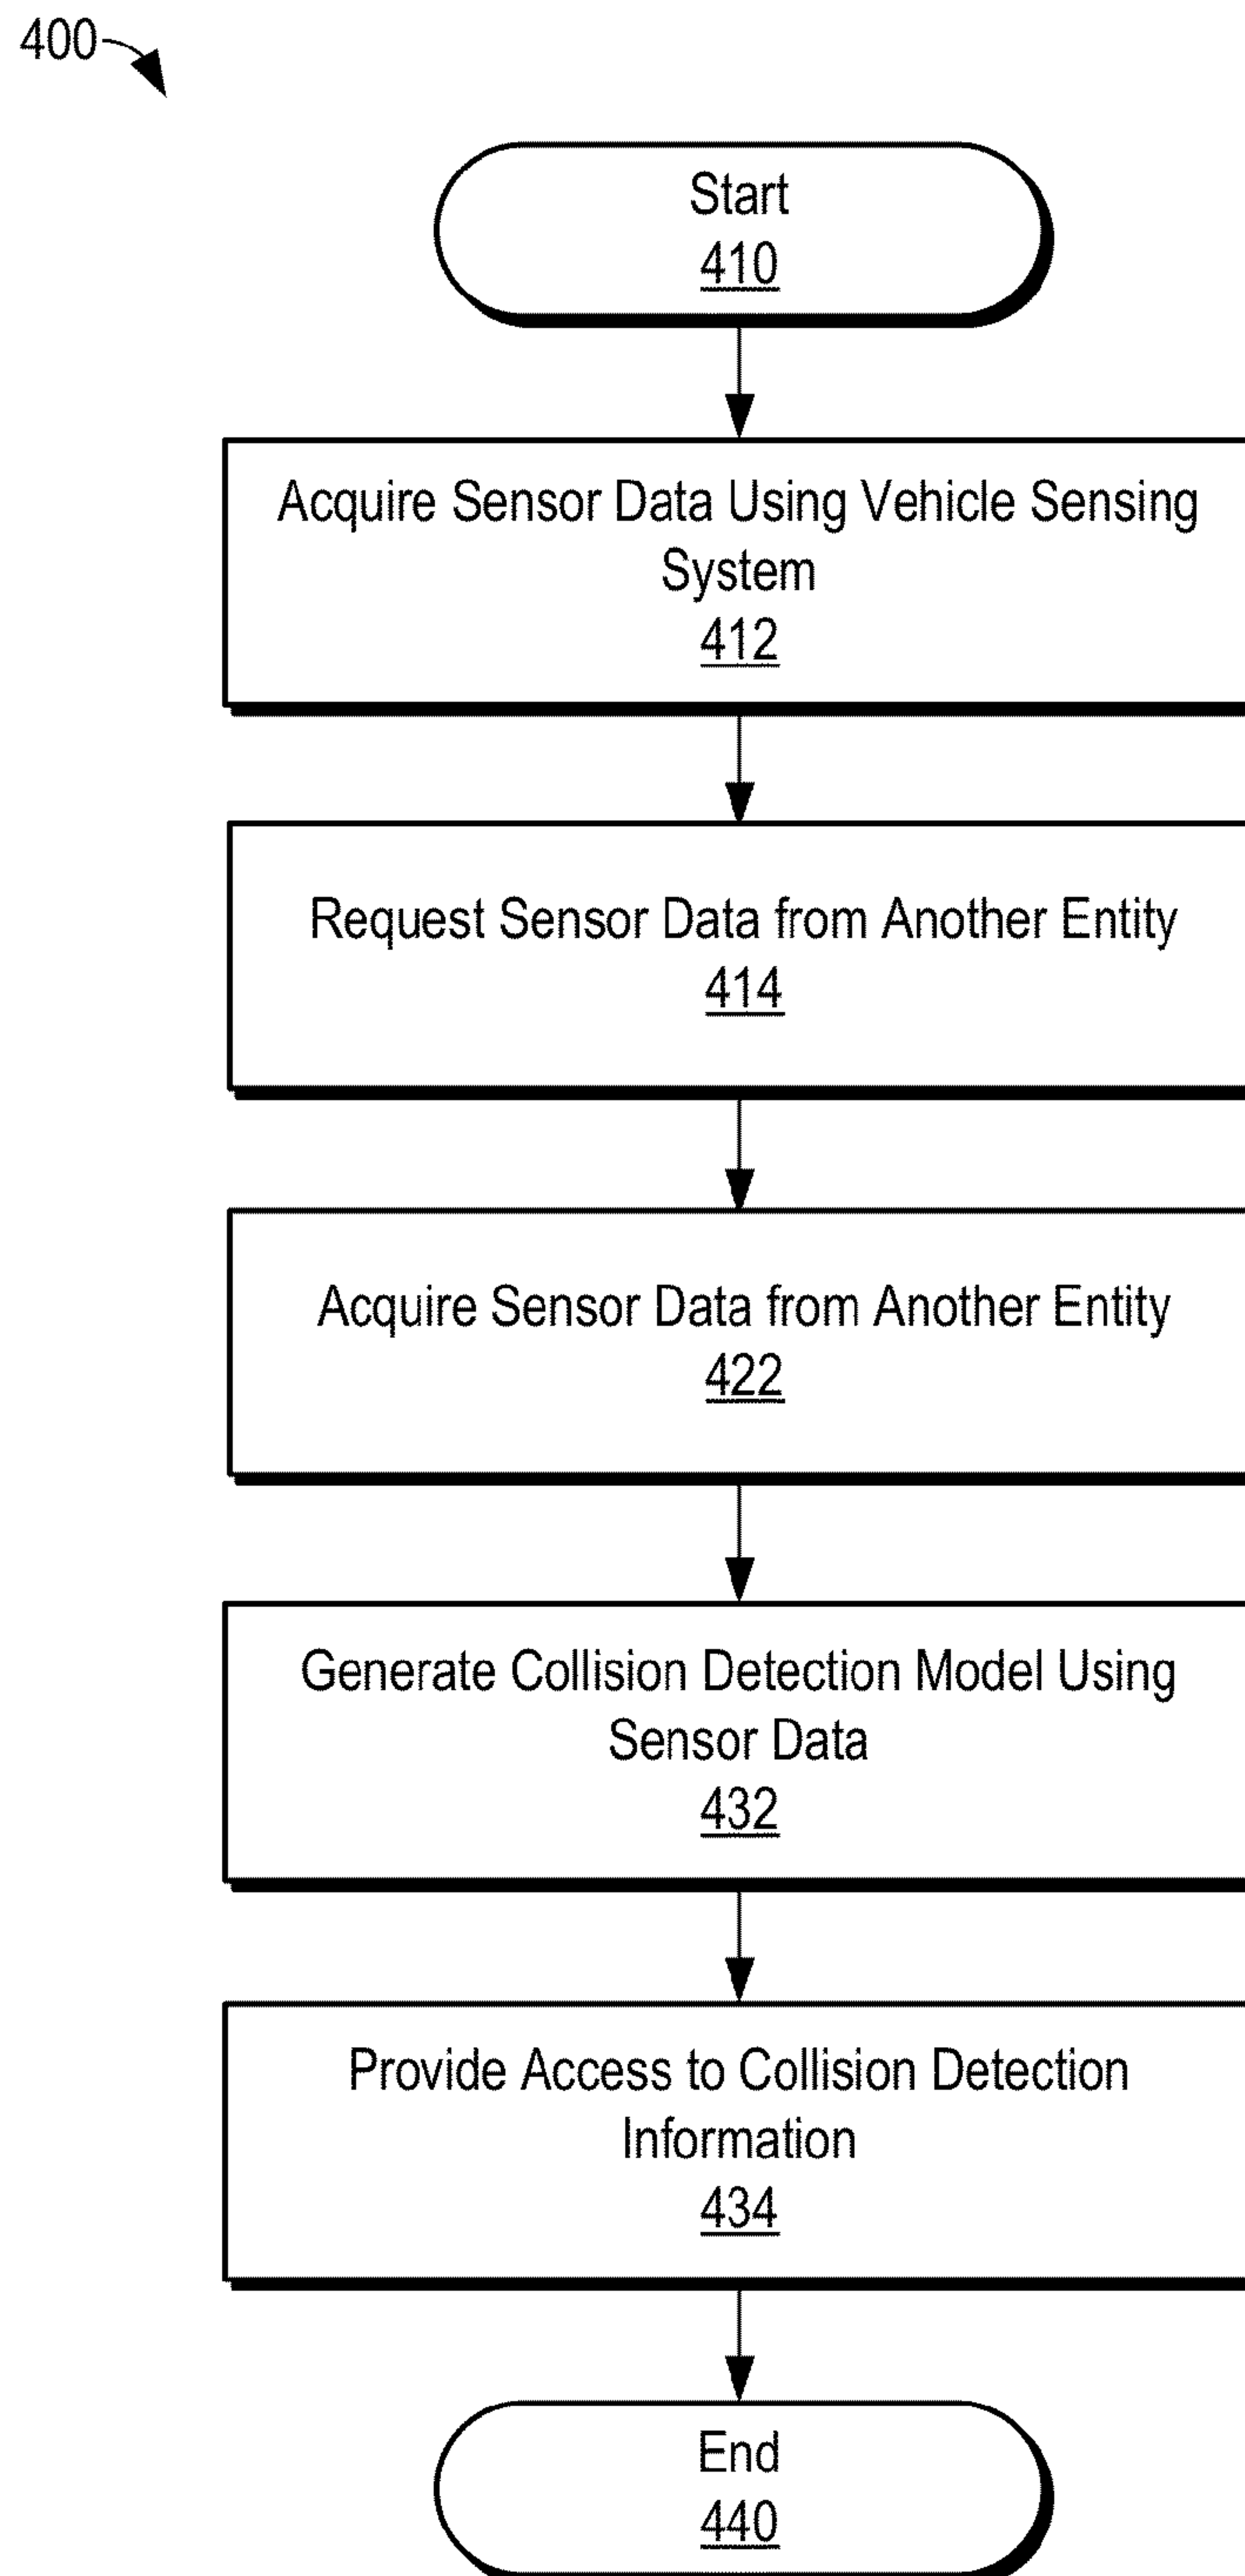 400
Start
410
Acquire Sensor Data Using Vehicle Sensing
System
412
Request Sensor Data from Another Entity
414
Acquire Sensor Data from Another Entity
422
Generate Collision Detection Model Using
Sensor Data
432
Provide Access to Collision Detection
Information
434
End
440